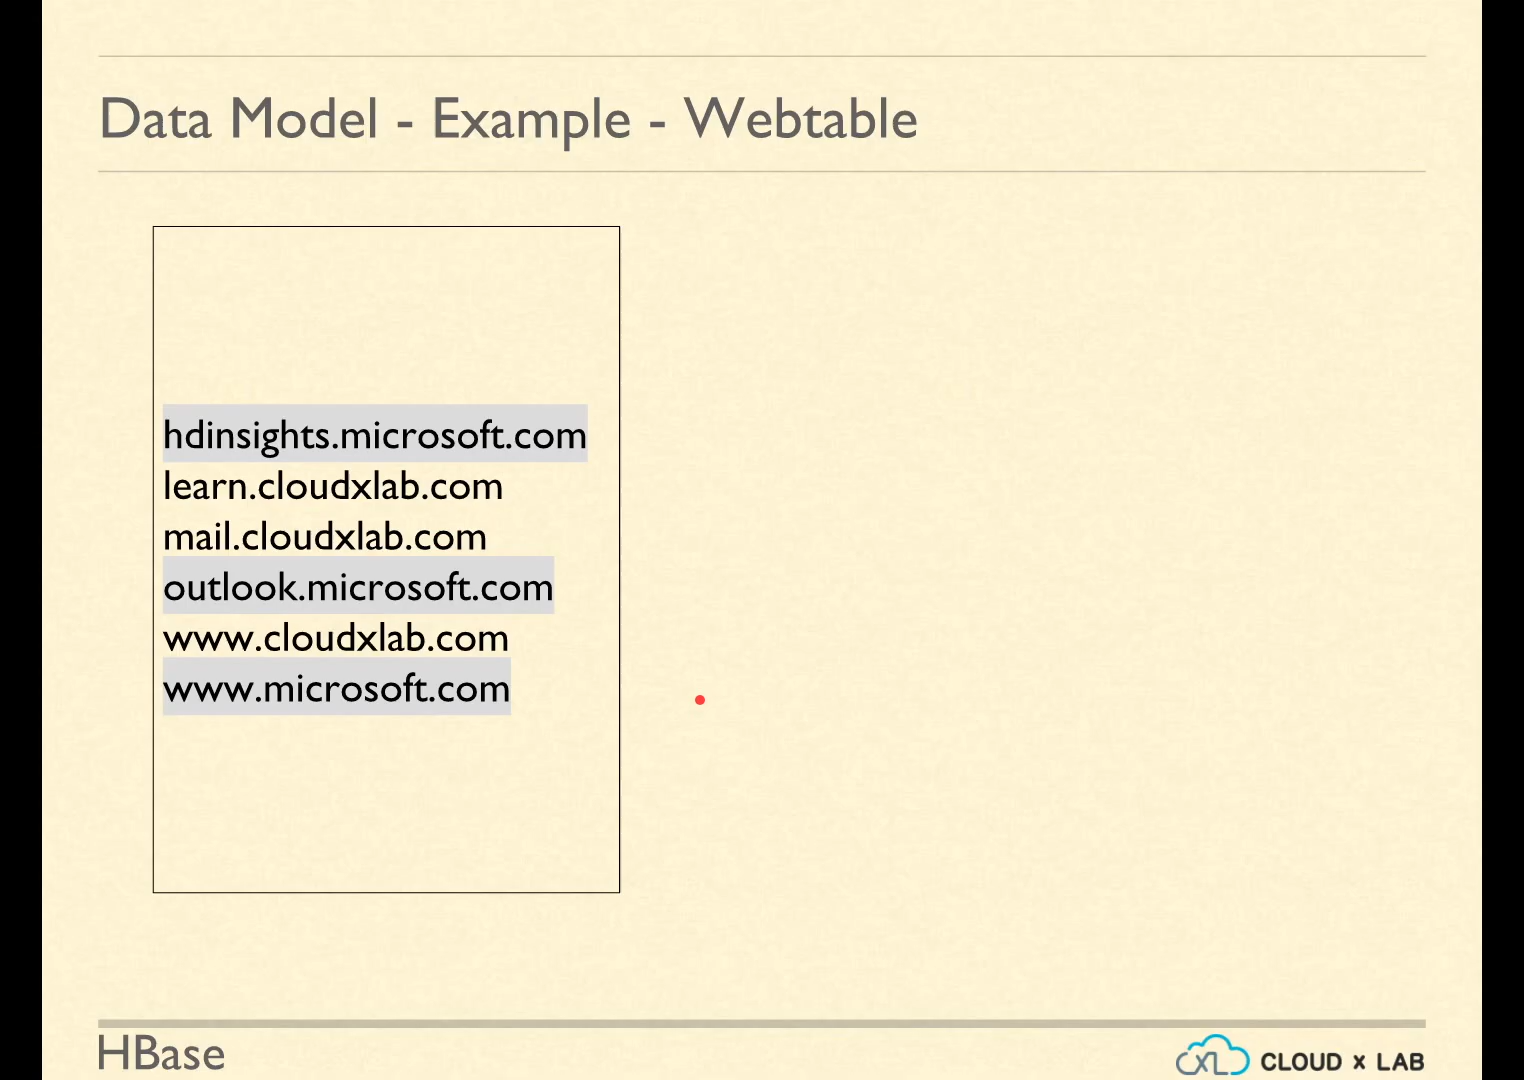 Data Model - Example - Webtable
hdinsights.microsoft.com
learn.cloudxlab.com
mail.cloudxlab.com
outlook.microsoft.com
www.cloudxlab.com
www.microsoft.com
HBase
CXL CLOUD x LAB